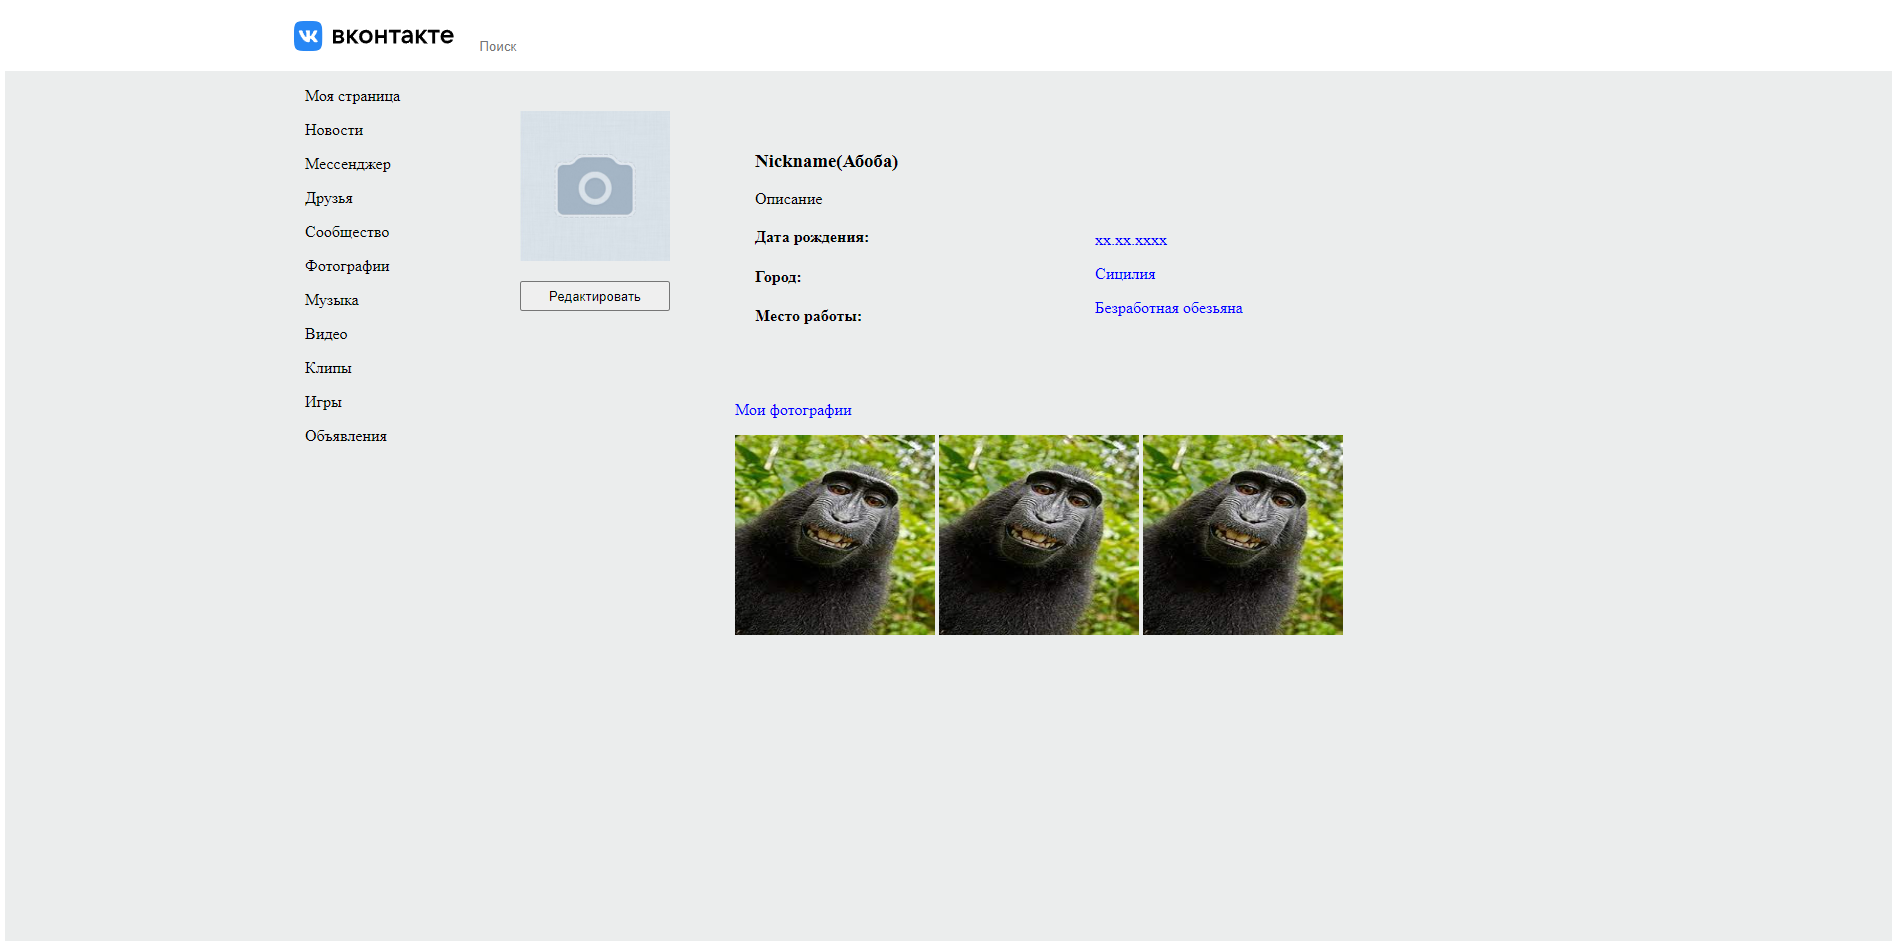 вконтакте
Поиск
Моя страница
Новости
Мессенджер
Друзья
Сообщество
Фотографии
Музыка
Видео
Клипы
Игры
Объявления
Редактировать
Nickname(Абоба)
Описание
Дата рождения: xx.xx.xxxx
Город: Сицилия
Место работы: Безработная обезьяна
Мои фотографии